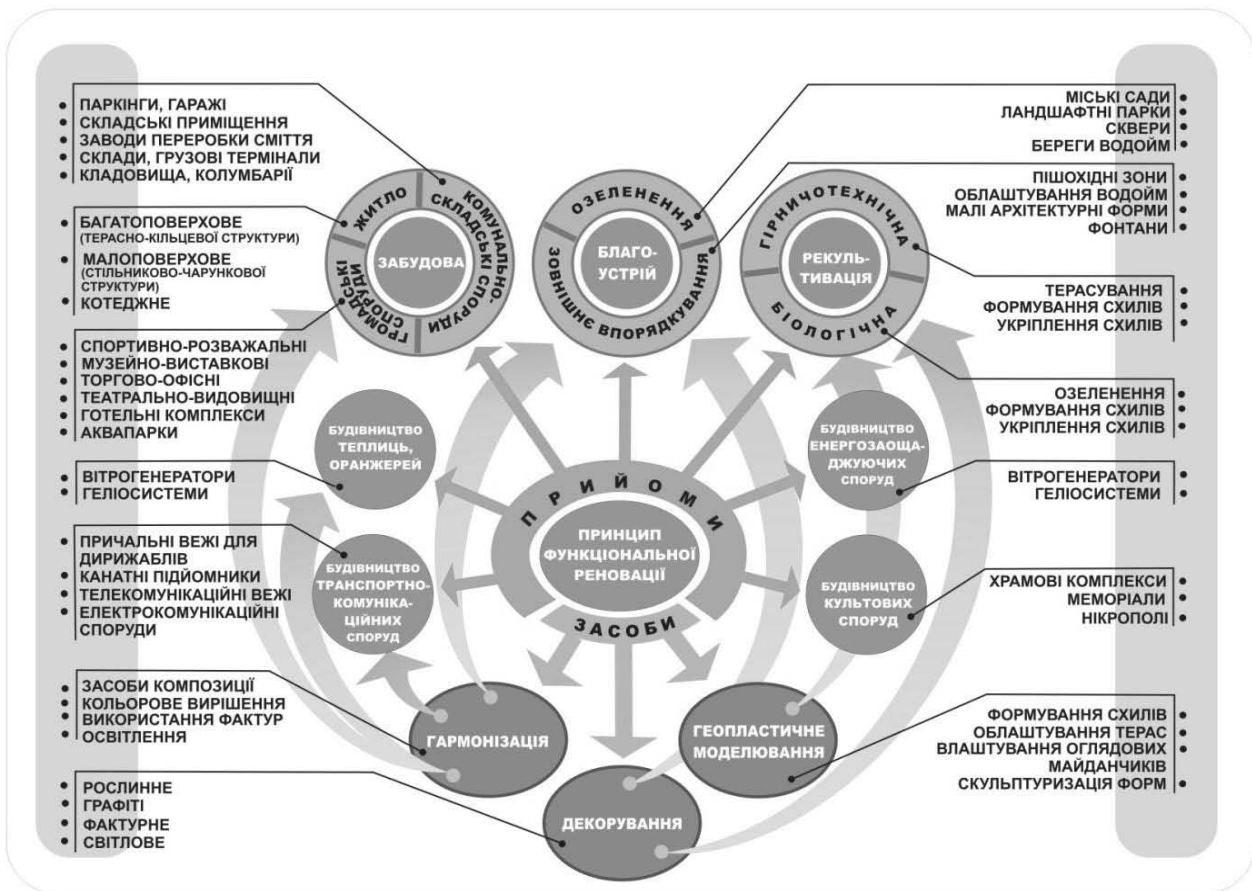 ПАРКІНГИ, ГАРАЖІ
СКЛАДСЬКІ ПРИМІЩЕННЯ
ЗАВОДИ ПЕРЕРОБКИ СМІТТЯ
СКЛАДИ, ГРУЗОВІ ТЕРМІНАЛИ
КЛАДОВИЩА, КОЛУМБАРІЇ
БАГАТОПОВЕРХОВЕ
(ТЕРАСНО-КІЛЬЦЕВОЇ СТРУКТУРИ)
МАЛОПОВЕРХОВЕ
(СТІЛЬНИКОВО-ЧАРУНКОВОЇ
СТРУКТУРИ)
КОТЕДЖНЕ
СПОРТИВНО-РОЗВАЖАЛЬНІ
МУЗЕЙНО-ВИСТАВКОВІ
ТОРГОВО-ОФІСНІ
ТЕАТРАЛЬНО-ВИДОВИЩНІ
ГОТЕЛЬНІ КОМПЛЕКСИ
АКВАПАРКИ
ВІТРОГЕНЕРАТОРИ
ГЕЛІОСИСТЕМИ
ПРИЧАЛЬНІ ВЕЖІ ДЛЯ
ДИРИЖАБЛІВ
КАНАТНІ ПІДЙОМНИКИ
ТЕЛЕКОМУНІКАЦІЙНІ ВЕЖІ
ЕЛЕКТРОКОМУНІКАЦІЙНІ
СПОРУДИ
ЗАСОБИ КОМПОЗИЦІЇ
КОЛЬОРОВЕ ВИРІШЕННЯ
ВИКОРИСТАННЯ ФАКТУР
ОСВІТЛЕННЯ
РОСЛИННЕ
ГРАФІТІ
ФАКТУРНЕ
СВІТЛОВЕ
ЖИТЛО
КОМУНАЛЬНО-
СКЛАДСЬКІ СПОРУДИ
ГРОМАДСЬКІ
СПОРУДИ
ЗАБУДОВА
ОЗЕЛЕНЕННЯ
ЗОВНІШНЄ ВПОРЯДКУВАННЯ
БЛАГО-
УСТРІЙ
ГІРНИЧОТЕХНІЧНА
БІОЛОГІЧНА
РЕКУЛЬ-
ТИВАЦІЯ
БУДІВНИЦТВО
ТЕПЛИЦЬ,
ОРАНЖЕРЕЙ
БУДІВНИЦТВО
ТРАНСПОРТНО-
КОМУНІКА-
ЦІЙНИХ
СПОРУД
ПРИЙОМИ
ПРИНЦИП
ФУНКЦІОНАЛЬНОЇ
РЕНОВАЦІЇ
ЗАСОБИ
БУДІВНИЦТВО
ЕНЕРГОЗАОЩА-
ДЖУЮЧИХ
СПОРУД
БУДІВНИЦТВО
КУЛЬТОВИХ
СПОРУД
ГАРМОНІЗАЦІЯ
ДЕКОРУВАННЯ
ГЕОПЛАСТИЧНЕ
МОДЕЛЮВАННЯ
МІСЬКІ САДИ
ЛАНДШАФТНІ ПАРКИ
СКВЕРИ
БЕРЕГИ ВОДОЙМ
ПІШОХІДНІ ЗОНИ
ОБЛАШТУВАННЯ ВОДОЙМ
МАЛІ АРХІТЕКТУРНІ ФОРМИ
ФОНТАНИ
ТЕРАСУВАННЯ
ФОРМУВАННЯ СХИЛІВ
УКРІПЛЕННЯ СХИЛІВ
ОЗЕЛЕНЕННЯ
ФОРМУВАННЯ СХИЛІВ
УКРІПЛЕННЯ СХИЛІВ
ВІТРОГЕНЕРАТОРИ
ГЕЛІОСИСТЕМИ
ХРАМОВІ КОМПЛЕКСИ
МЕМОРІАЛИ
НІКРОПОЛІ
ФОРМУВАННЯ СХИЛІВ
ОБЛАШТУВАННЯ ТЕРАС
ВЛАШТУВАННЯ ОГЛЯДОВИХ
МАЙДАНЧИКІВ
СКУЛЬПТУРИЗАЦІЯ ФОРМ